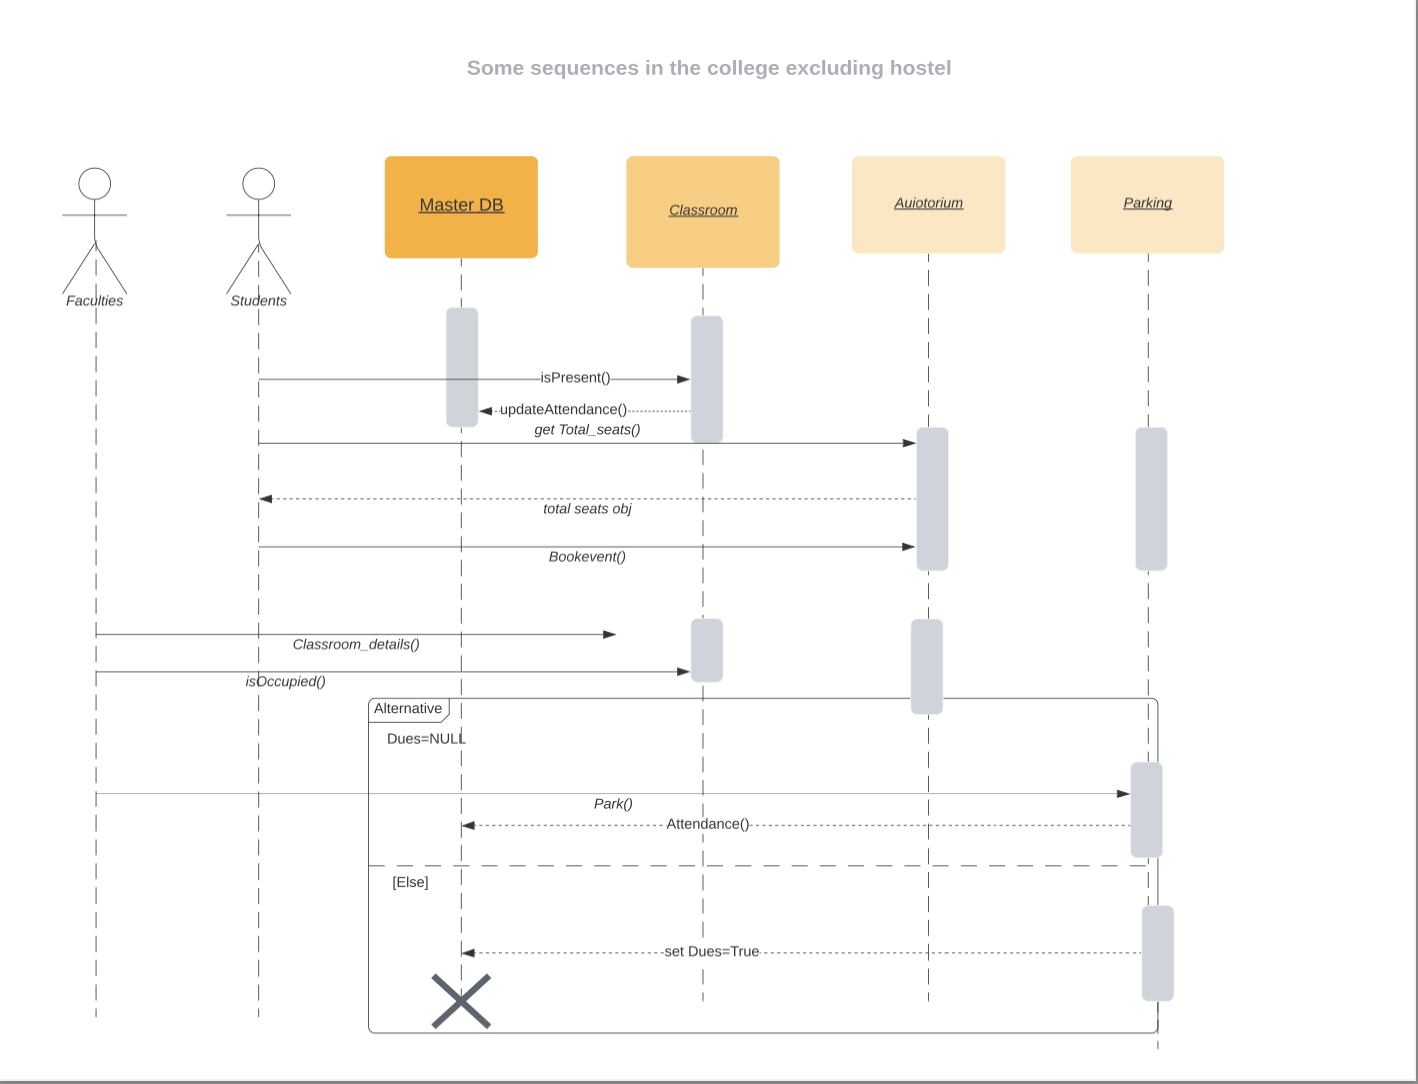 Some sequences in the college excluding hostel
Faculties
Students
Master DB
Classroom
Auiotorium
Parking
isPresent()
updateAttendance()
get Total_seats()
total seats obj
Bookevent()
Classroom_details()
isOccupied()
Alternative
Dues=NULL
Park()
Attendance()
[Else]
set Dues=True